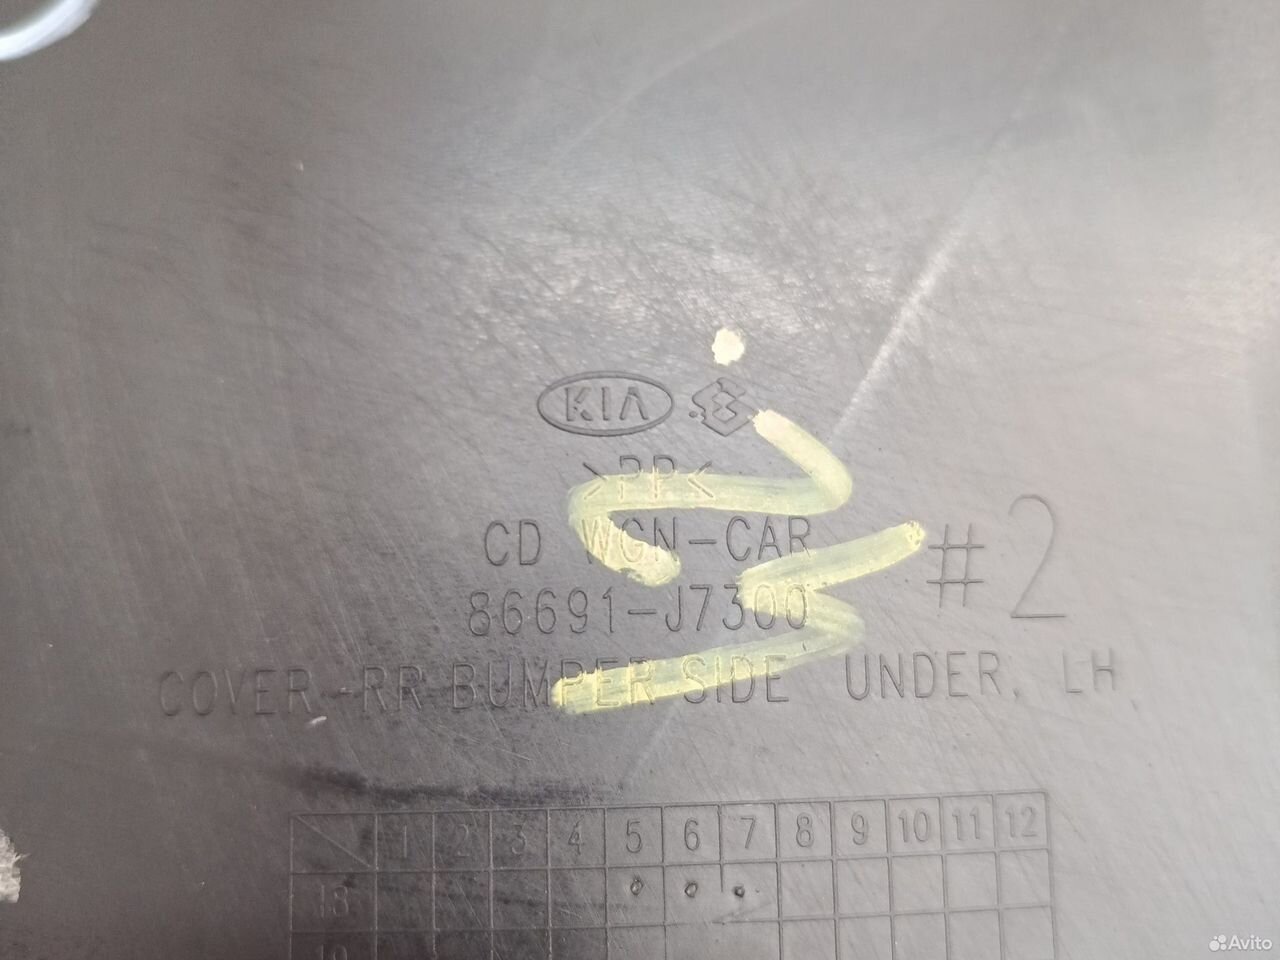 KIA
>PP<
CD WGN-CAR
86691-J7300
#2
COVER-RR BUMPER SIDE UNDER, LH
1 2 3 4 5 6 7 8 9 10 11 12
18
Avito